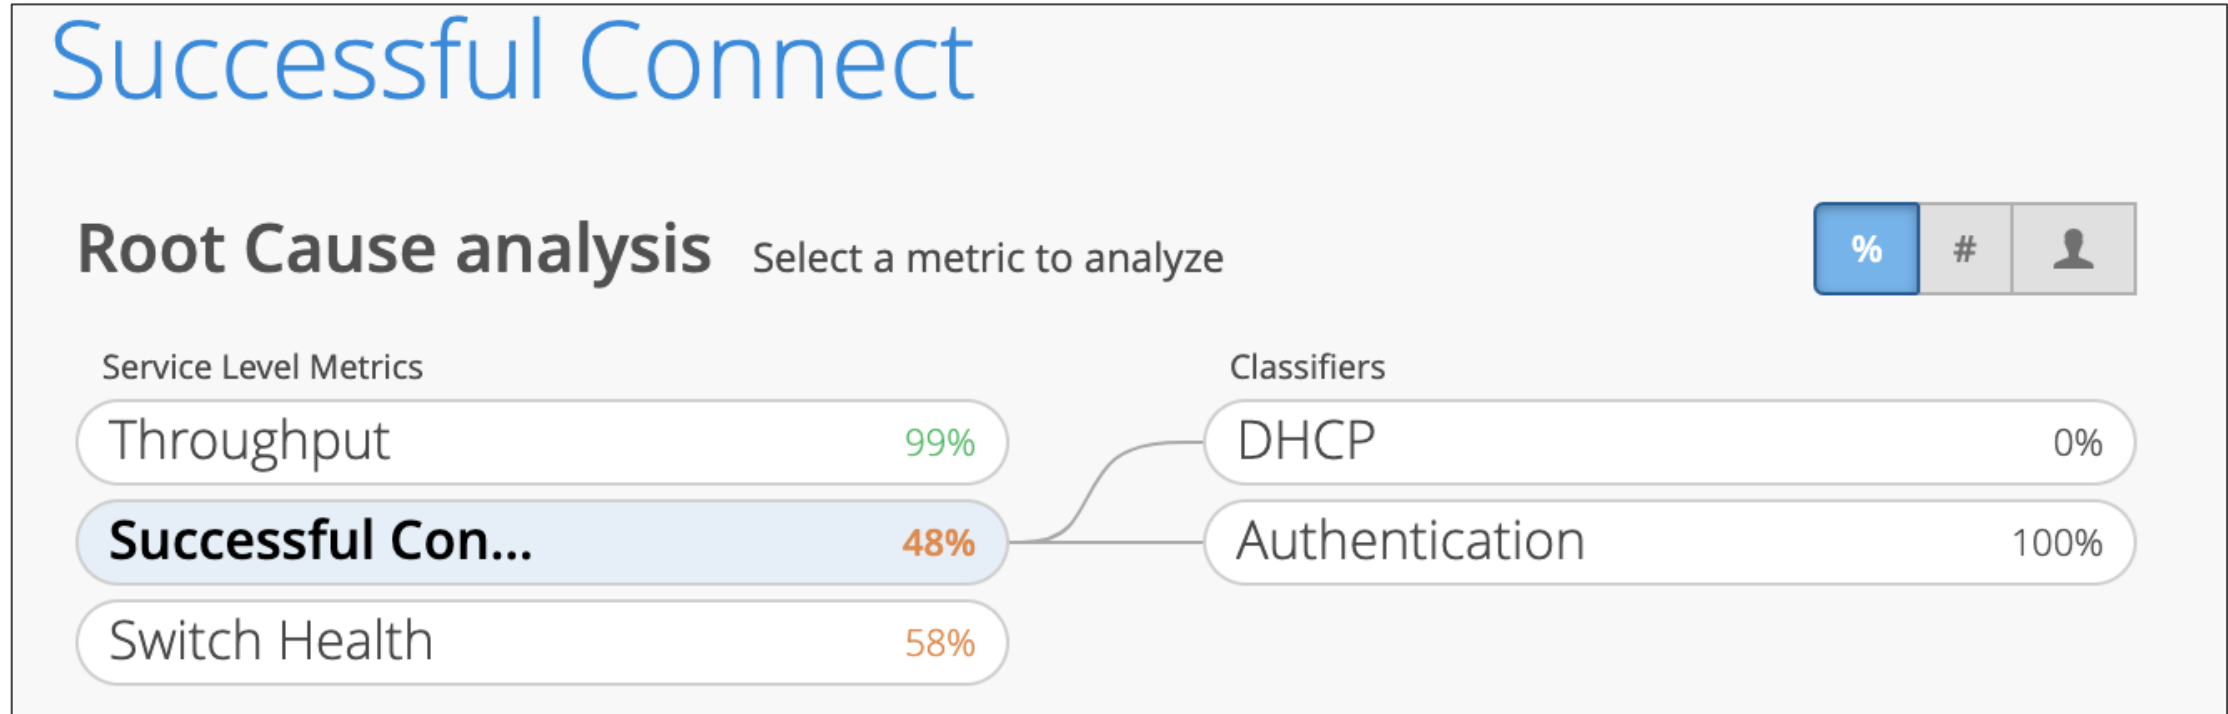 Successful Connect
Root Cause analysis Select a metric to analyze % #
Service Level Metrics Classifiers
Throughput 99% DHCP 0%
Successful Con... 48% Authentication 100%
Switch Health 58%